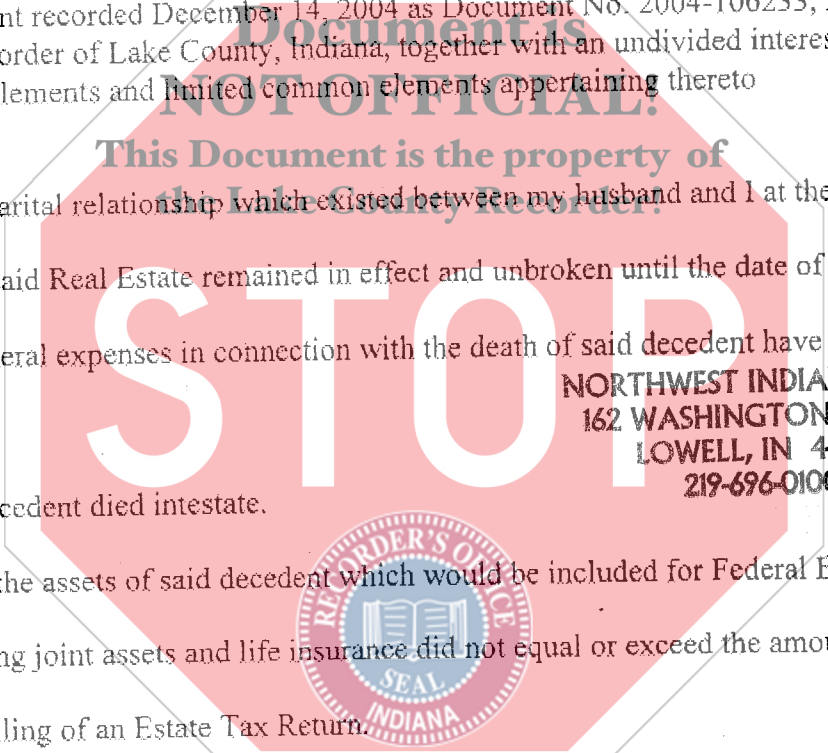 nt recorded December 14, 2004 as Document No. 2004-106253,
Document is
order of Lake County, Indiana, together with an undivided interes
NOT OFFICIAL!
lements and limited common elements appertaining thereto
This Document is the property of
the Lake County Recorder!
arital relationship which existed between my husband and I at the
aid Real Estate remained in effect and unbroken until the date of
STOP
eral expenses in connection with the death of said decedent have
NORTHWEST INDIA
162 WASHINGTON
LOWELL, IN 4
219-696-0100
cedent died intestate.
RECORDER'S OFFICE
the assets of said decedent which would be included for Federal E
ng joint assets and life insurance did not equal or exceed the amou
SEAL
INDIANA
ling of an Estate Tax Return.